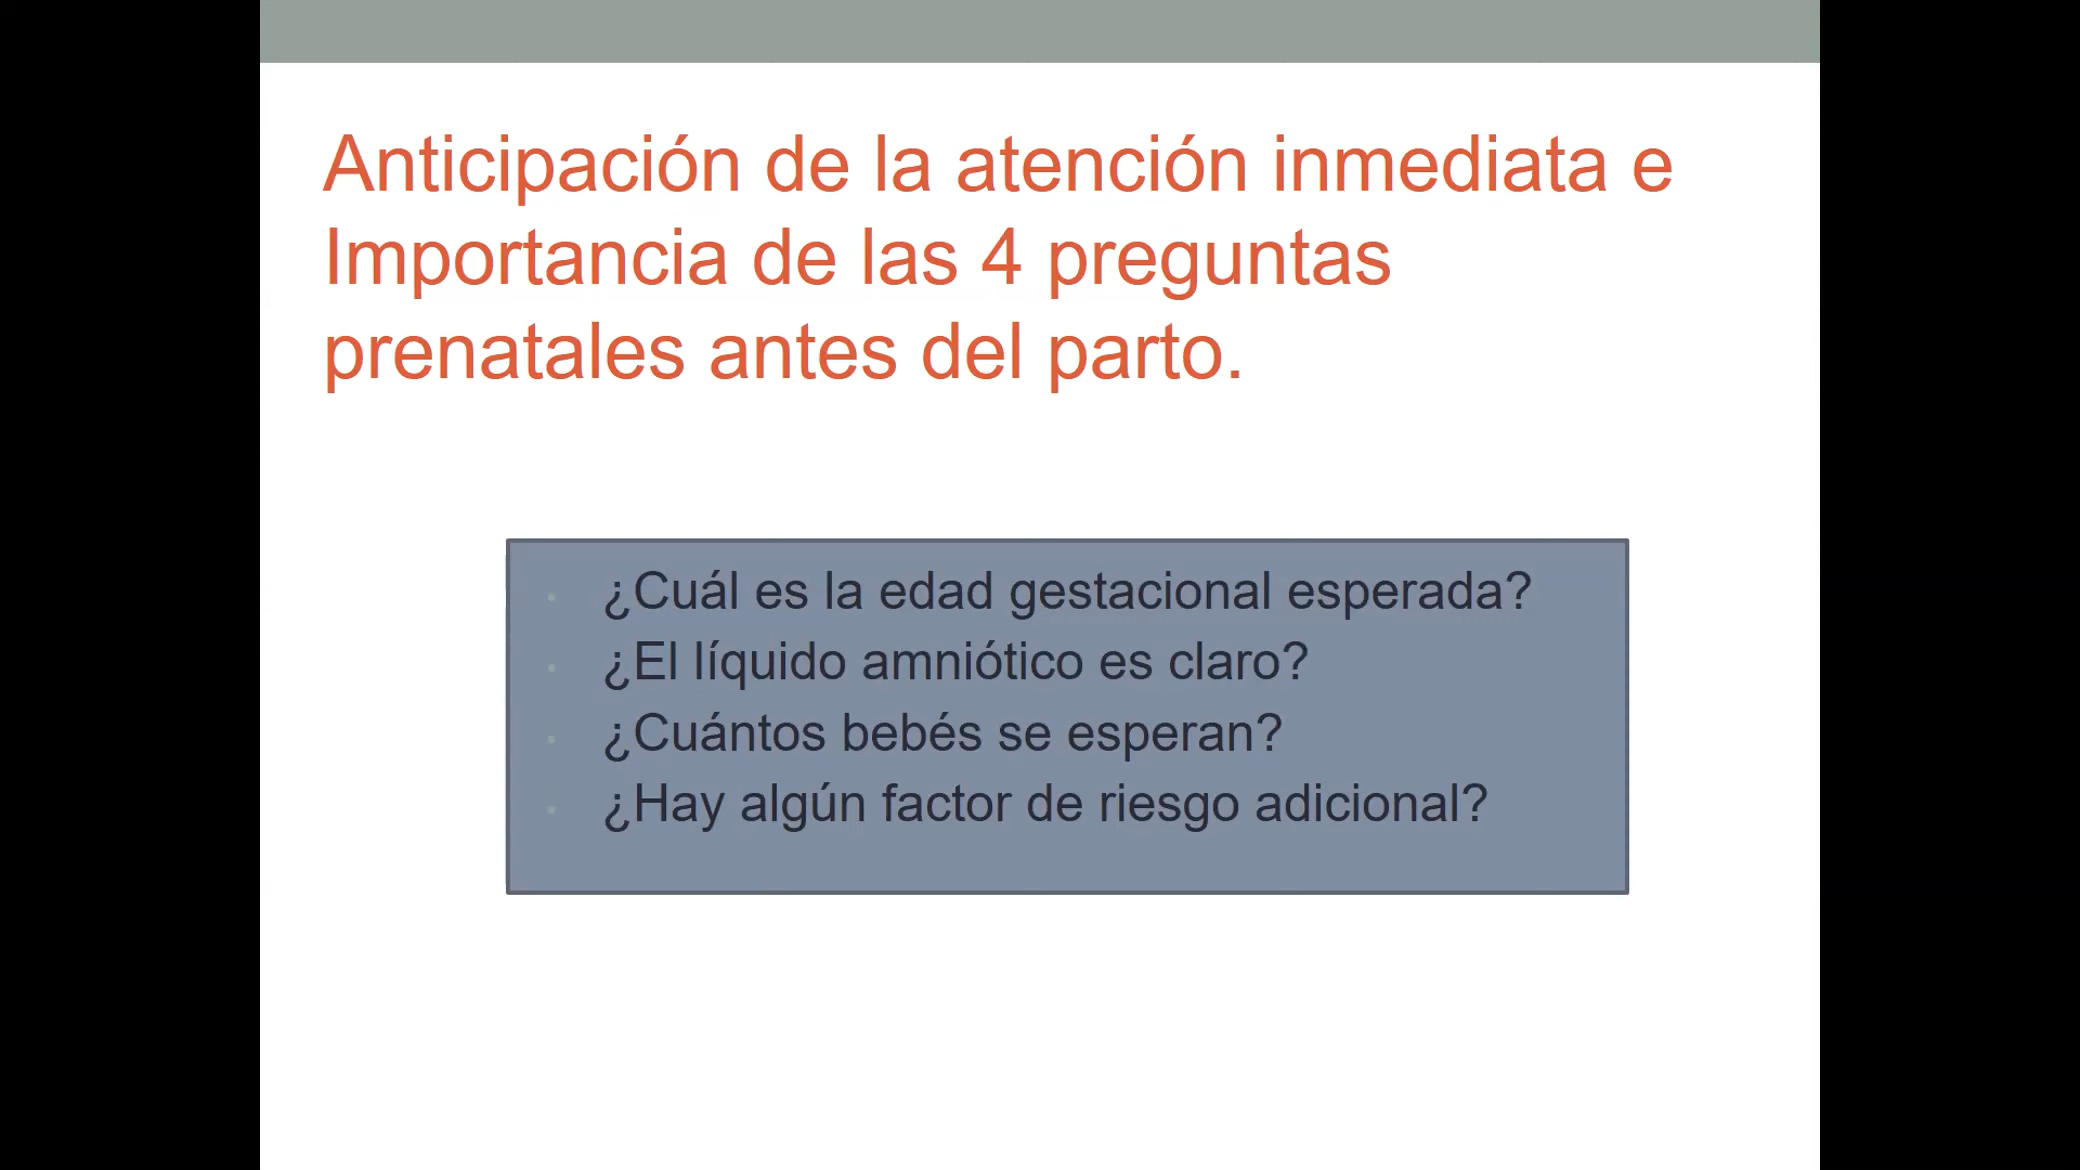 Anticipación de la atención inmediata e
Importancia de las 4 preguntas
prenatales antes del parto.
¿Cuál es la edad gestacional esperada?
¿El líquido amniótico es claro?
¿Cuántos bebés se esperan?
¿Hay algún factor de riesgo adicional?